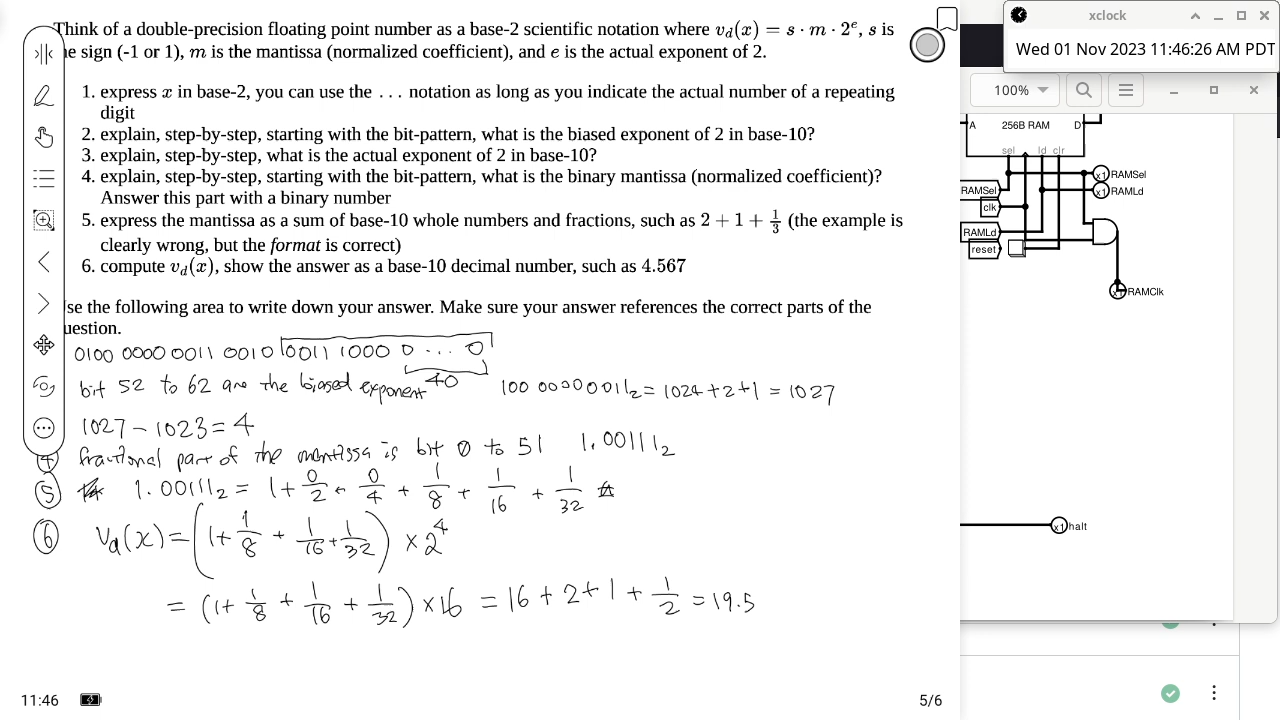 Think of a double-precision floating point number as a base-2 scientific notation where v_d(x) = s · m · 2^e, s is
he sign (-1 or 1), m is the mantissa (normalized coefficient), and e is the actual exponent of 2.
1. express x in base-2, you can use the ... notation as long as you indicate the actual number of a repeating
digit
2. explain, step-by-step, starting with the bit-pattern, what is the biased exponent of 2 in base-10?
3. explain, step-by-step, what is the actual exponent of 2 in base-10?
4. explain, step-by-step, starting with the bit-pattern, what is the binary mantissa (normalized coefficient)?
Answer this part with a binary number
5. express the mantissa as a sum of base-10 whole numbers and fractions, such as 2 + 1 + 1/3 (the example is
clearly wrong, but the format is correct)
6. compute v_d(x), show the answer as a base-10 decimal number, such as 4.567
se the following area to write down your answer. Make sure your answer references the correct parts of the
uestion.
0100 0000 0011 0010 0011 1000 0 ... 0
40
bit 52 to 62 are the biased exponent 100 0000 0011₂ = 1024+2+1 = 1027
1027 - 1023 = 4
④ fractional part of the mantissa is bit 0 to 51 1.00111₂
⑤ 1.00111₂ = 1 + 0/2 + 0/4 + 1/8 + 1/16 + 1/32
⑥ v_d(x) = (1 + 1/8 + 1/16 + 1/32) × 2^4
= (1 + 1/8 + 1/16 + 1/32) × 16 = 16 + 2 + 1 + 1/2 = 19.5
11:46
5/6
xclock
Wed 01 Nov 2023 11:46:26 AM PDT
100%
A 256B RAM D
sel ld clr
x1 RAMSel
RAMSel
x1 RAMLd
clk
RAMLd
reset
x1 RAMClk
x1 halt